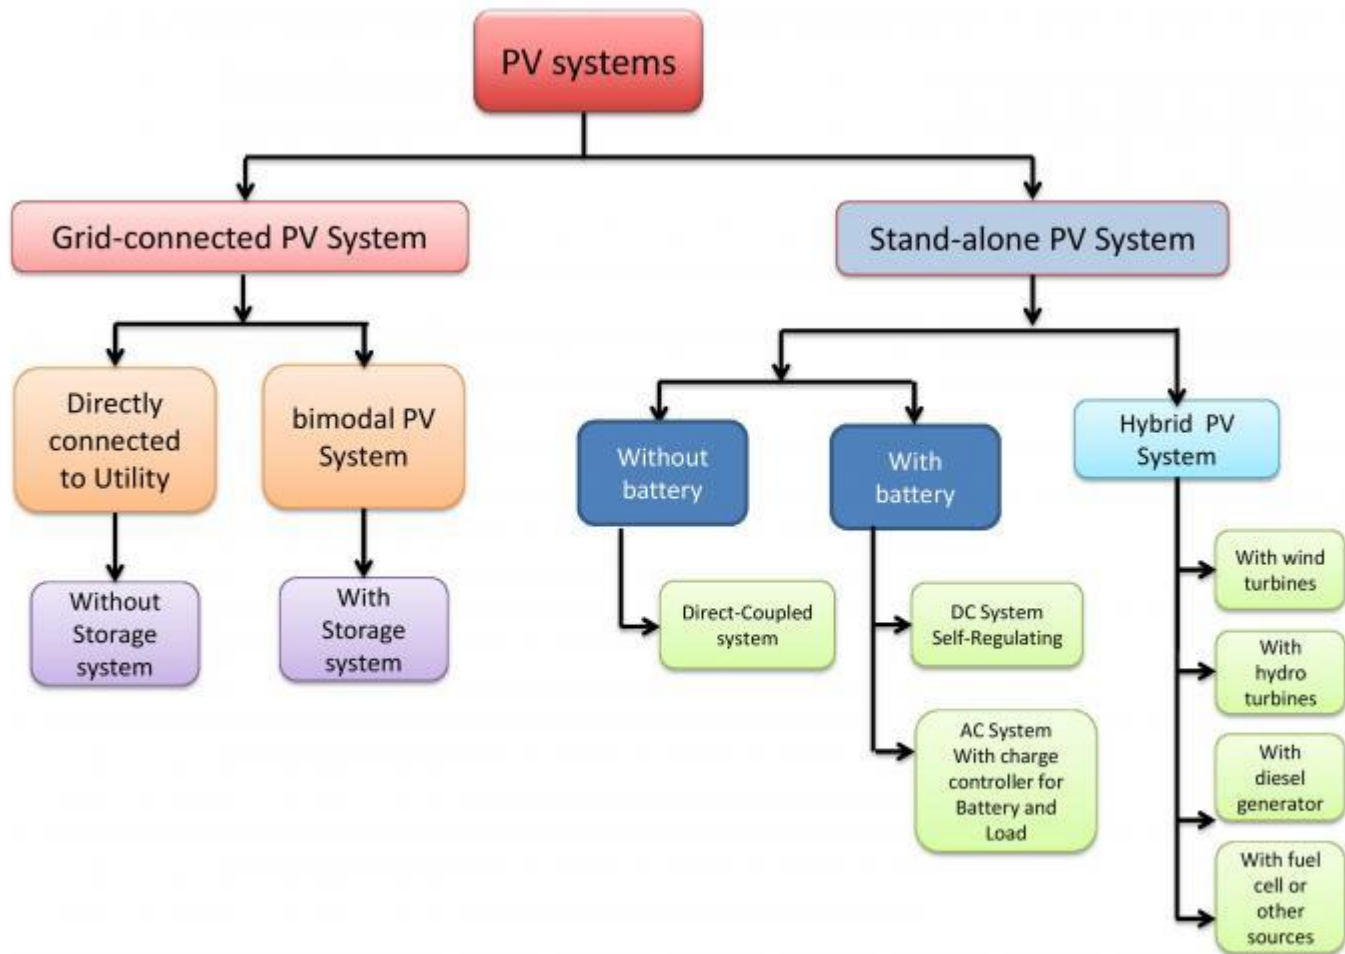 PV systems
Grid-connected PV System
Stand-alone PV System
Directly
connected
to Utility
bimodal PV
System
Without
battery
With
battery
Hybrid PV
System
Without
Storage
system
With
Storage
system
Direct-Coupled
system
DC System
Self-Regulating
AC System
With charge
controller for
Battery and
Load
With wind
turbines
With
hydro
turbines
With
diesel
generator
With fuel
cell or
other
sources